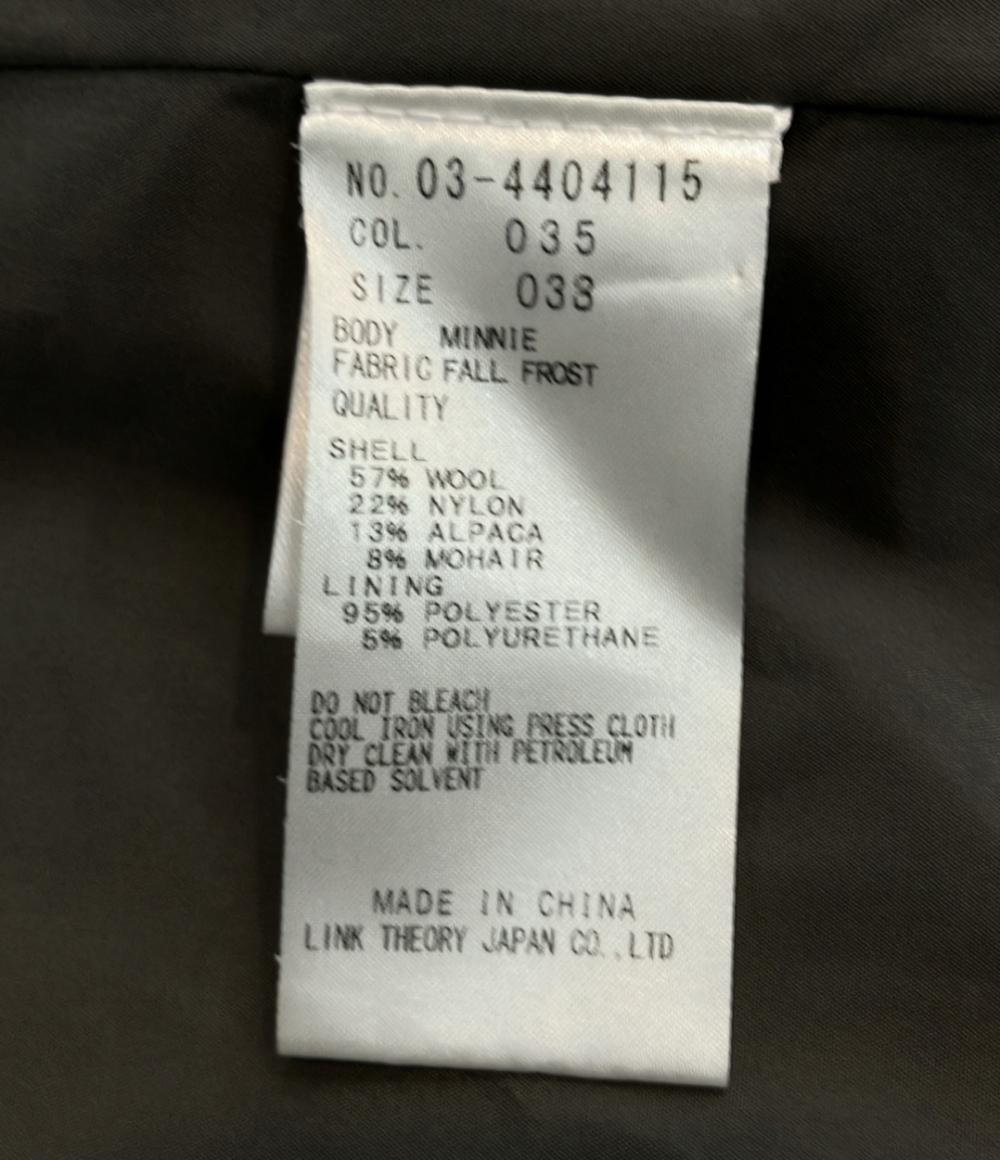 NO. 03-4404115
COL. 035
SIZE 038
BODY MINNIE
FABRIC FALL FROST
QUALITY
SHELL
57% WOOL
22% NYLON
13% ALPACA
8% MOHAIR
LINING
95% POLYESTER
5% POLYURETHANE
DO NOT BLEACH
COOL IRON USING PRESS CLOTH
DRY CLEAN WITH PETROLEUM
BASED SOLVENT
MADE IN CHINA
LINK THEORY JAPAN CO.,LTD